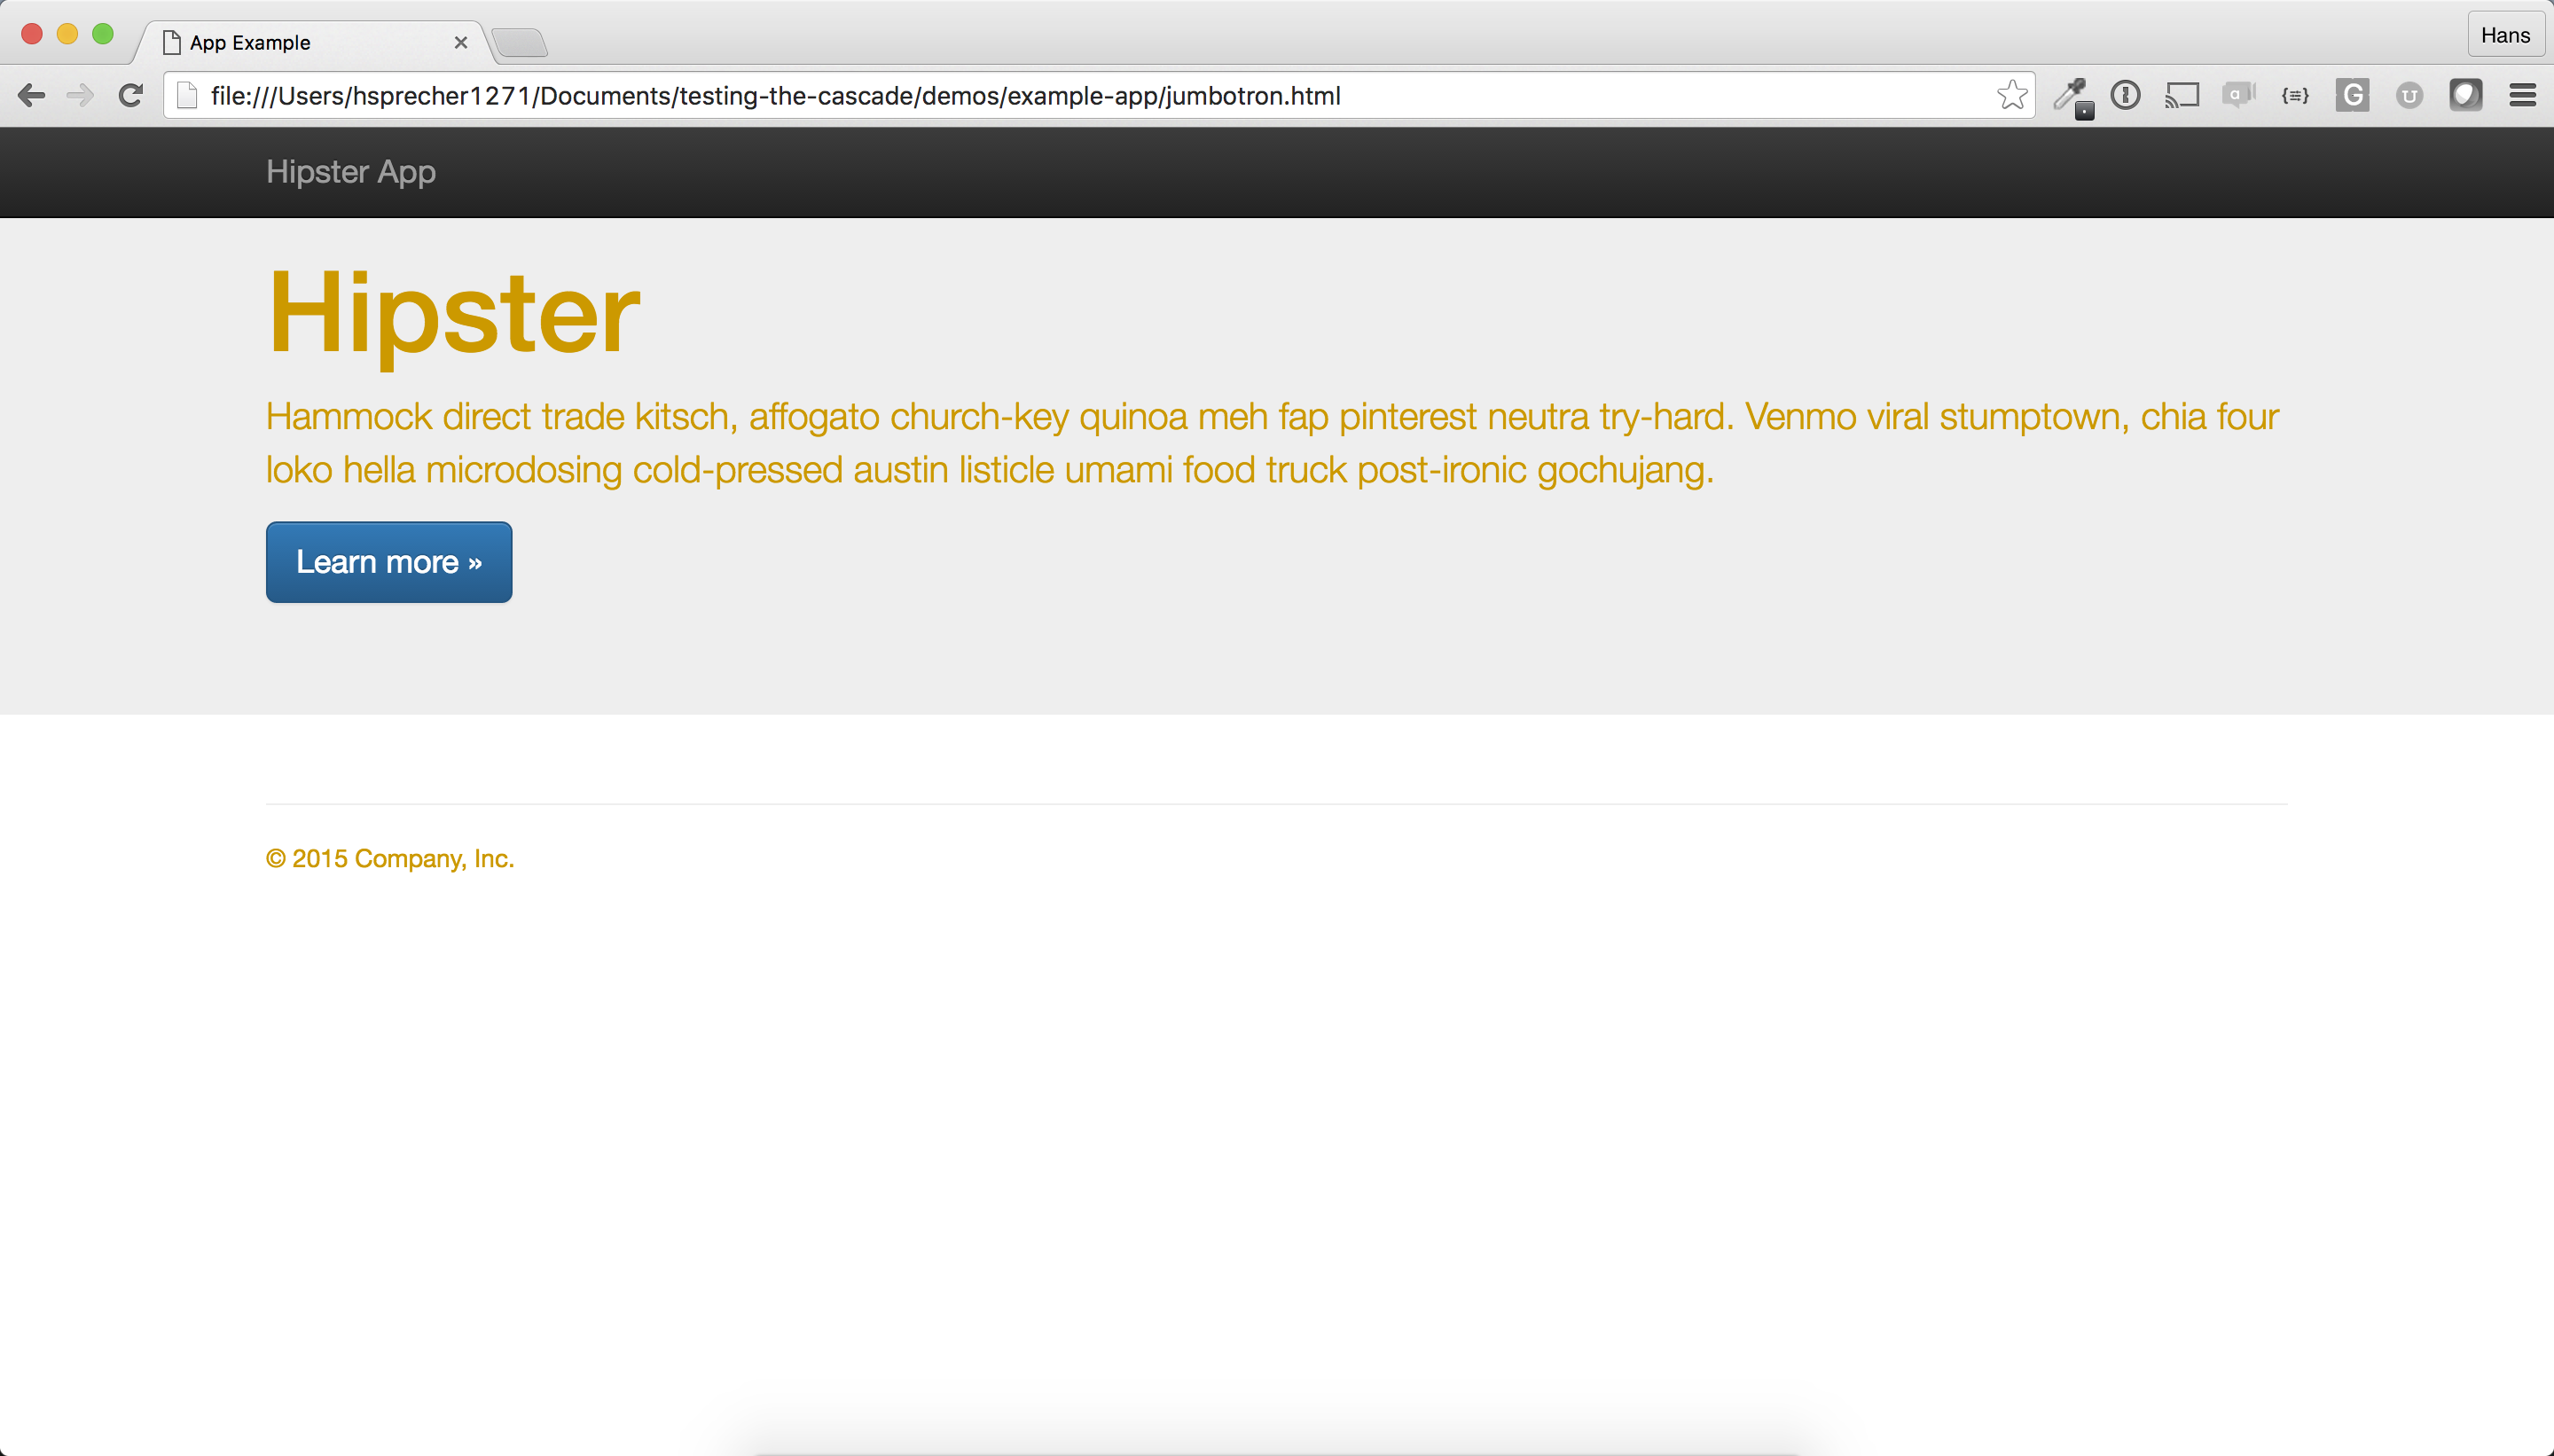 App Example
Hans
file:///Users/hsprecher1271/Documents/testing-the-cascade/demos/example-app/jumbotron.html
Hipster App
Hipster
Hammock direct trade kitsch, affogato church-key quinoa meh fap pinterest neutra try-hard. Venmo viral stumptown, chia four
loko hella microdosing cold-pressed austin listicle umami food truck post-ironic gochujang.
Learn more »
© 2015 Company, Inc.